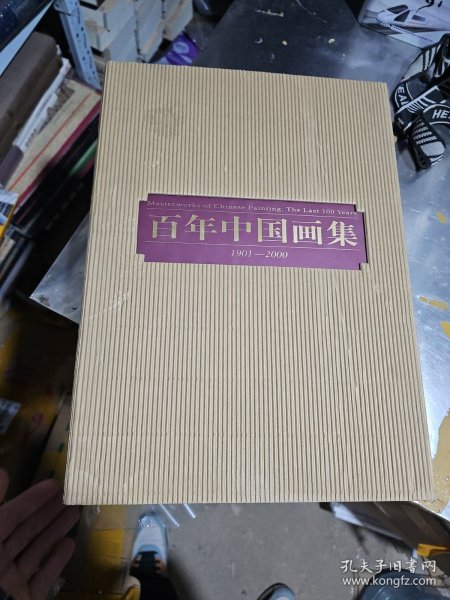 Masterworks of Chinese Painting: The Last 100 Years
百年中国画集
1901—2000
HE
孔夫子旧书网
www.kongfz.com